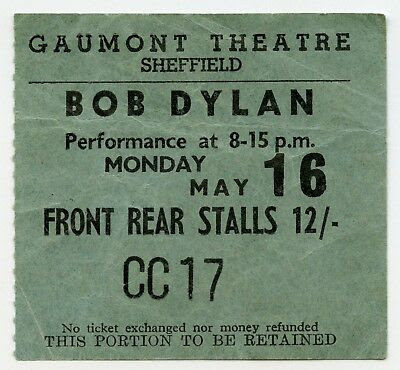 GAUMONT THEATRE
SHEFFIELD
BOB DYLAN
Performance at 8-15 p.m.
MONDAY
MAY 16
FRONT REAR STALLS 12/-
CC 17
No ticket exchanged nor money refunded
THIS PORTION TO BE RETAINED